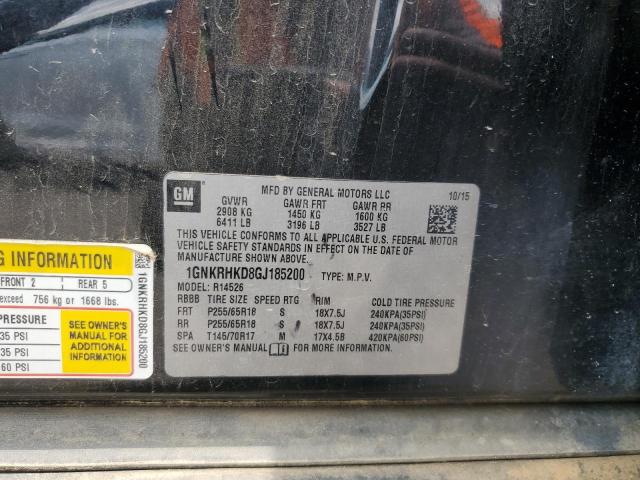 GM
MFD BY GENERAL MOTORS LLC
10/15
GVWR GAWR FRT GAWR RR
2908 KG 1450 KG 1600 KG
6411 LB 3196 LB 3527 LB
THIS VEHICLE CONFORMS TO ALL APPLICABLE U.S. FEDERAL MOTOR
VEHICLE SAFETY STANDARDS IN EFFECT ON THE DATE OF
MANUFACTURE SHOWN ABOVE.
1GNKRHKD8GJ185200 TYPE: M.P.V.
MODEL: R14526
RBBB TIRE SIZE SPEED RTG RIM COLD TIRE PRESSURE
FRT P255/65R18 S 18X7.5J 240KPA(35PSI)
RR P255/65R18 S 18X7.5J 240KPA(35PSI)
SPA T145/70R17 M 17X4.5B 420KPA(60PSI)
SEE OWNER'S MANUAL FOR MORE INFORMATION.
G INFORMATION
FRONT 2 REAR 5
exceed 756 kg or 1668 lbs.
PRESSURE
35 PSI
35 PSI
60 PSI
SEE OWNER'S
MANUAL FOR
ADDITIONAL
INFORMATION
1GNKRHKD8GJ185200